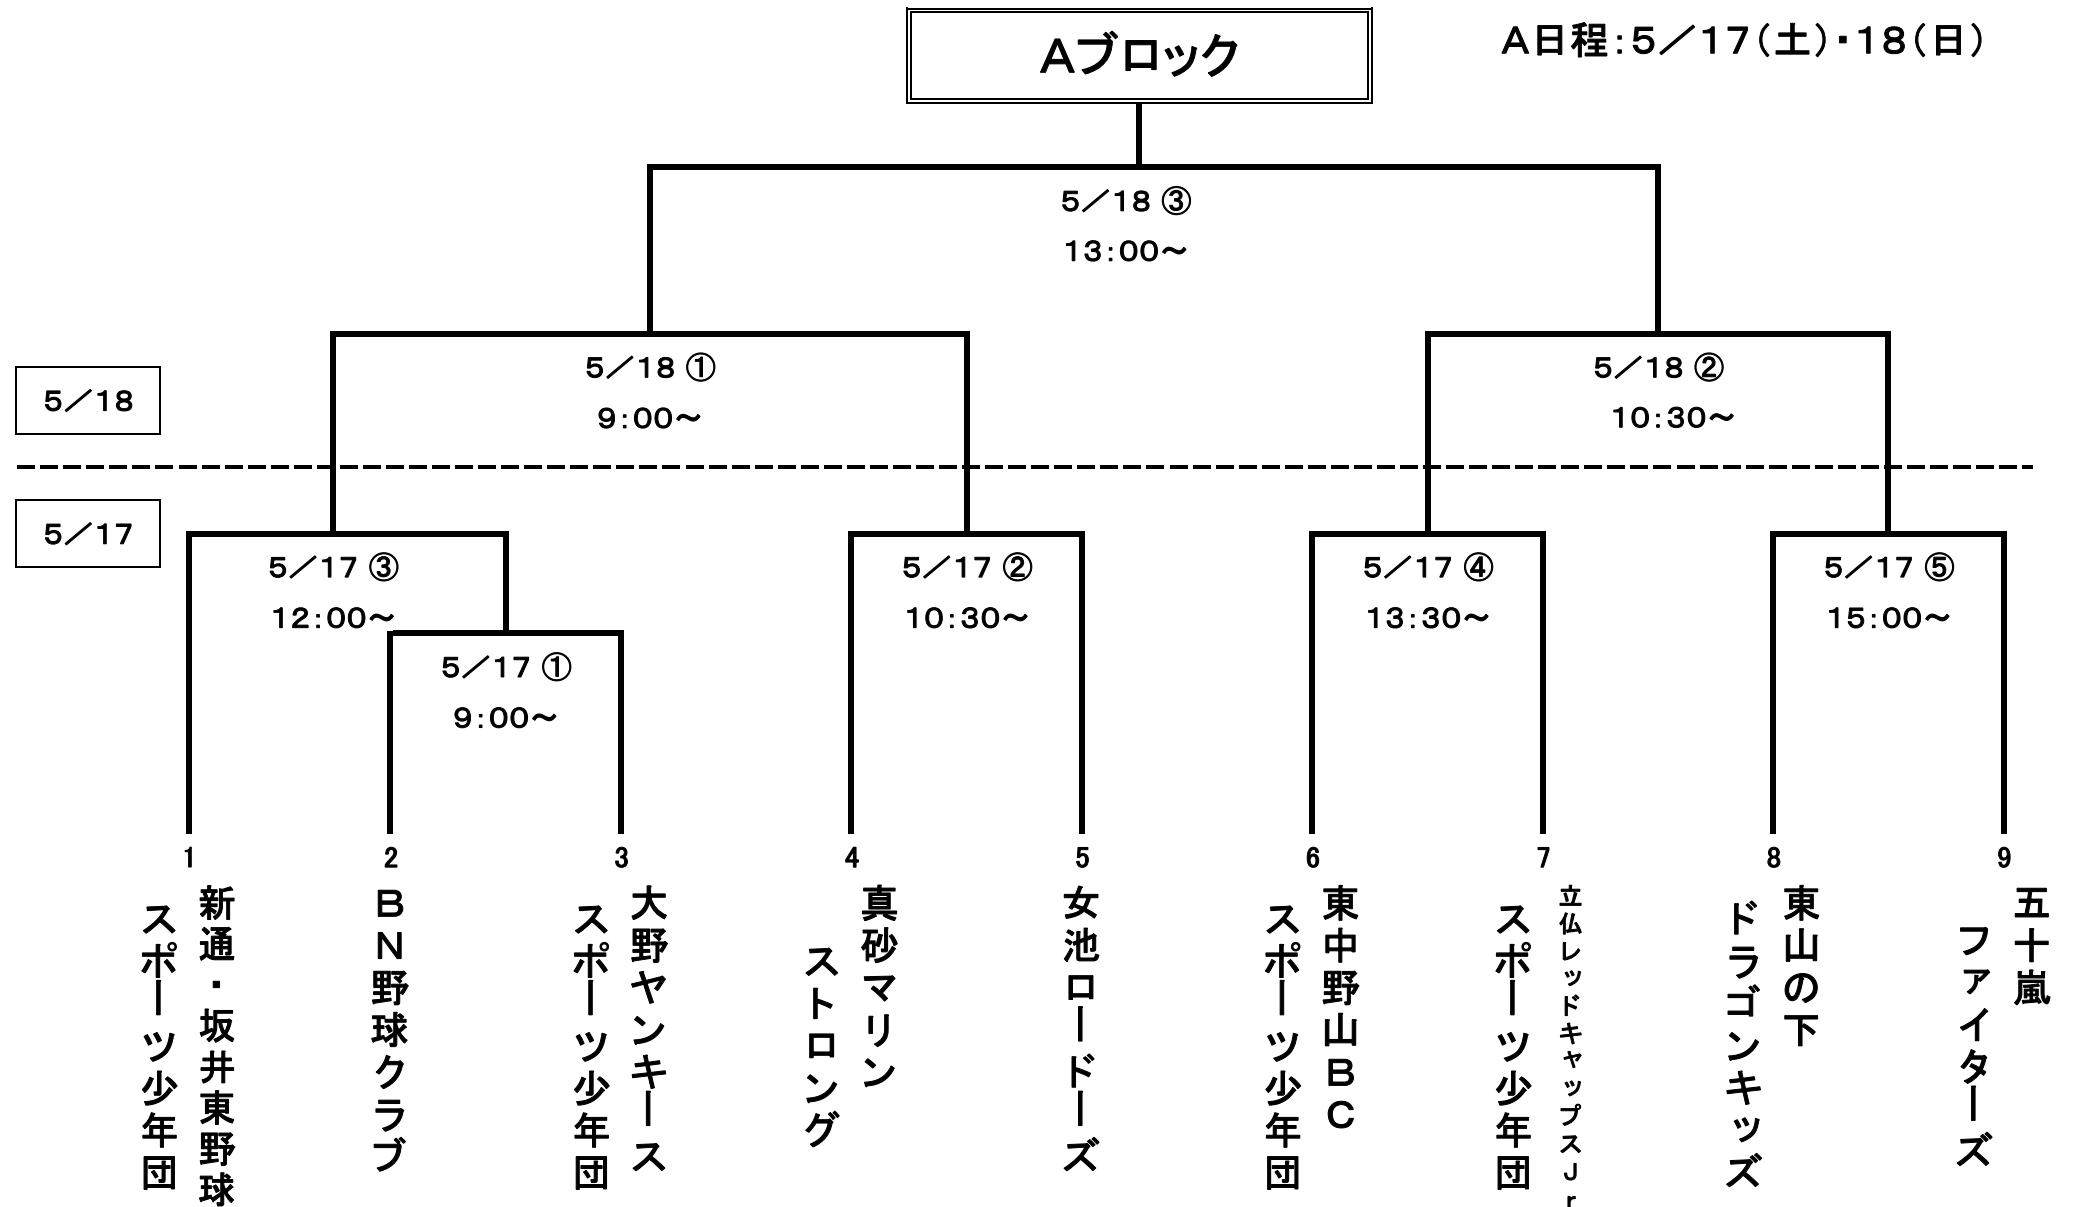 Aブロック
A日程：5／17（土）・18（日）
5／18 ③
13：00～
5／18 ①
9：00～
5／18 ②
10：30～
5／18
5／17
5／17 ③
12：00～
5／17 ②
10：30～
5／17 ④
13：30～
5／17 ⑤
15：00～
5／17 ①
9：00～
1
2
3
4
5
6
7
8
9
新通・坂井東野球
スポーツ少年団
BN野球クラブ
大野ヤンキース
スポーツ少年団
真砂マリン
ストロング
女池ロードーズ
東中野山BC
スポーツ少年団
立仏レッドキャップスJr
スポーツ少年団
東山の下
ドラゴンキッズ
五十嵐
ファイターズ